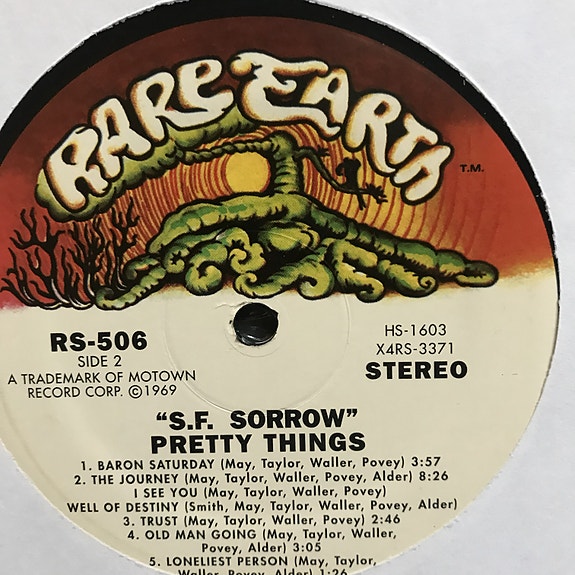 RARE EARTH
T.M.
RS-506
SIDE 2
A TRADEMARK OF MOTOWN
RECORD CORP. ©1969
HS-1603
X4RS-3371
STEREO
"S.F. SORROW"
PRETTY THINGS
1. BARON SATURDAY (May, Taylor, Waller, Povey) 3:57
2. THE JOURNEY (May, Taylor, Waller, Povey) 8:26
I SEE YOU (May, Taylor, Waller, Povey)
WELL OF DESTINY (Smith, May, Taylor, Waller, Povey, Alder)
3. TRUST (May, Taylor, Waller, Povey) 2:46
4. OLD MAN GOING (May, Taylor, Waller,
Povey, Alder) 3:05
5. LONELIEST PERSON (May, Taylor,
Waller, Povey, Alder) 1:26